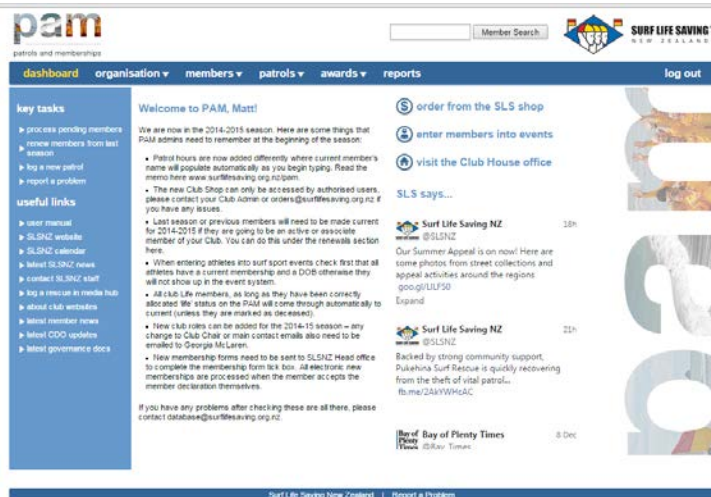 pam
patrols and memberships
Member Search
SURF LIFE SAVING
NEW ZEALAND
dashboard organisation members patrols awards reports log out
key tasks
process pending members
renew members from last
season
log a new patrol
report a problem
useful links
user manual
SLSNZ website
SLSNZ calendar
latest SLSNZ news
contact SLSNZ staff
log a rescue in media hub
about club websites
latest member news
latest CDO updates
latest governance docs
Welcome to PAM, Matt!
We are now in the 2014-2015 season. Here are some things that
PAM admins need to remember at the beginning of the season:
• Patrol hours are now added differently where current member's
name will populate automatically as you begin typing. Read the
memo here www.surflifesaving.org.nz/pam.
• The new Club Shop can only be accessed by authorised users,
please contact your Club Admin or orders@surflifesaving.org.nz if
you have any issues.
• Last season or previous members will need to be made current
for 2014-2015 if they are going to be an active or associate
member of your Club. You can do this under the renewals section
here.
• When entering athletes into surf sport events check first that all
athletes have a current membership and a DOB otherwise they
will not show up in the event system.
• All club Life members, as long as they have been correctly
allocated 'life' status on the PAM will come through automatically to
current (unless they are marked as deceased).
• New club roles can be added for the 2014-15 season – any
change to Club Chair or main contact emails also need to be
emailed to Georgie McLaren.
• New membership forms need to be sent to SLSNZ Head office
to complete the membership form tick box. All electronic new
memberships are processed when the member accepts the
member declaration themselves.
If you have any problems after checking these are all there, please
contact database@surflifesaving.org.nz
order from the SLS shop
enter members into events
visit the Club House office
SLS says...
Surf Life Saving NZ 18h
@SLSNZ
Our Summer Appeal is on now! Here are
some photos from street collections and
appeal activities around the regions
goo.gl/LlLFS0
Expand
Surf Life Saving NZ 21h
@SLSNZ
Backed by strong community support,
Pukehina Surf Rescue is quickly recovering
from the theft of vital patrol...
fb.me/2AkYWHcAC
Bay of Plenty Times 8 Dec
@Bay_Times
Surf Life Saving New Zealand | Report a Problem